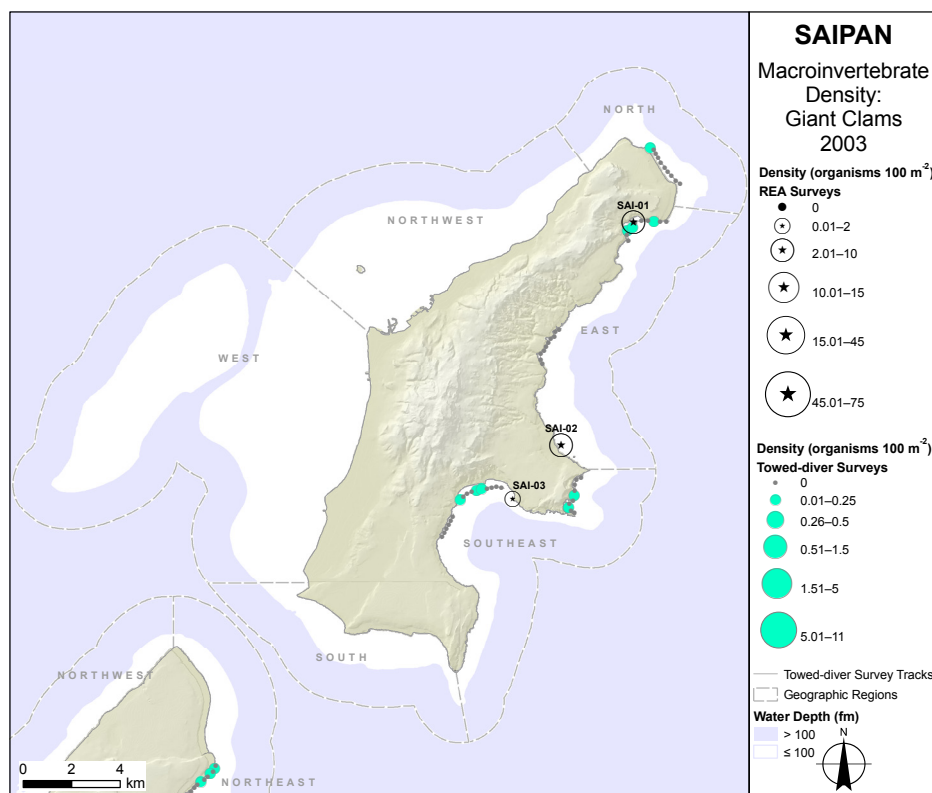 SAIPAN
Macroinvertebrate
Density:
Giant Clams
2003
Density (organisms 100 m⁻²)
REA Surveys
0
0.01–2
2.01–10
10.01–15
15.01–45
45.01–75
Density (organisms 100 m⁻²)
Towed-diver Surveys
0
0.01–0.25
0.26–0.5
0.51–1.5
1.51–5
5.01–11
Towed-diver Survey Tracks
Geographic Regions
Water Depth (fm)
> 100
≤ 100
N
NORTH
SAI-01
NORTHWEST
EAST
WEST
SAI-02
SAI-03
SOUTHEAST
SOUTH
NORTHWEST
NORTHEAST
0 2 4
km